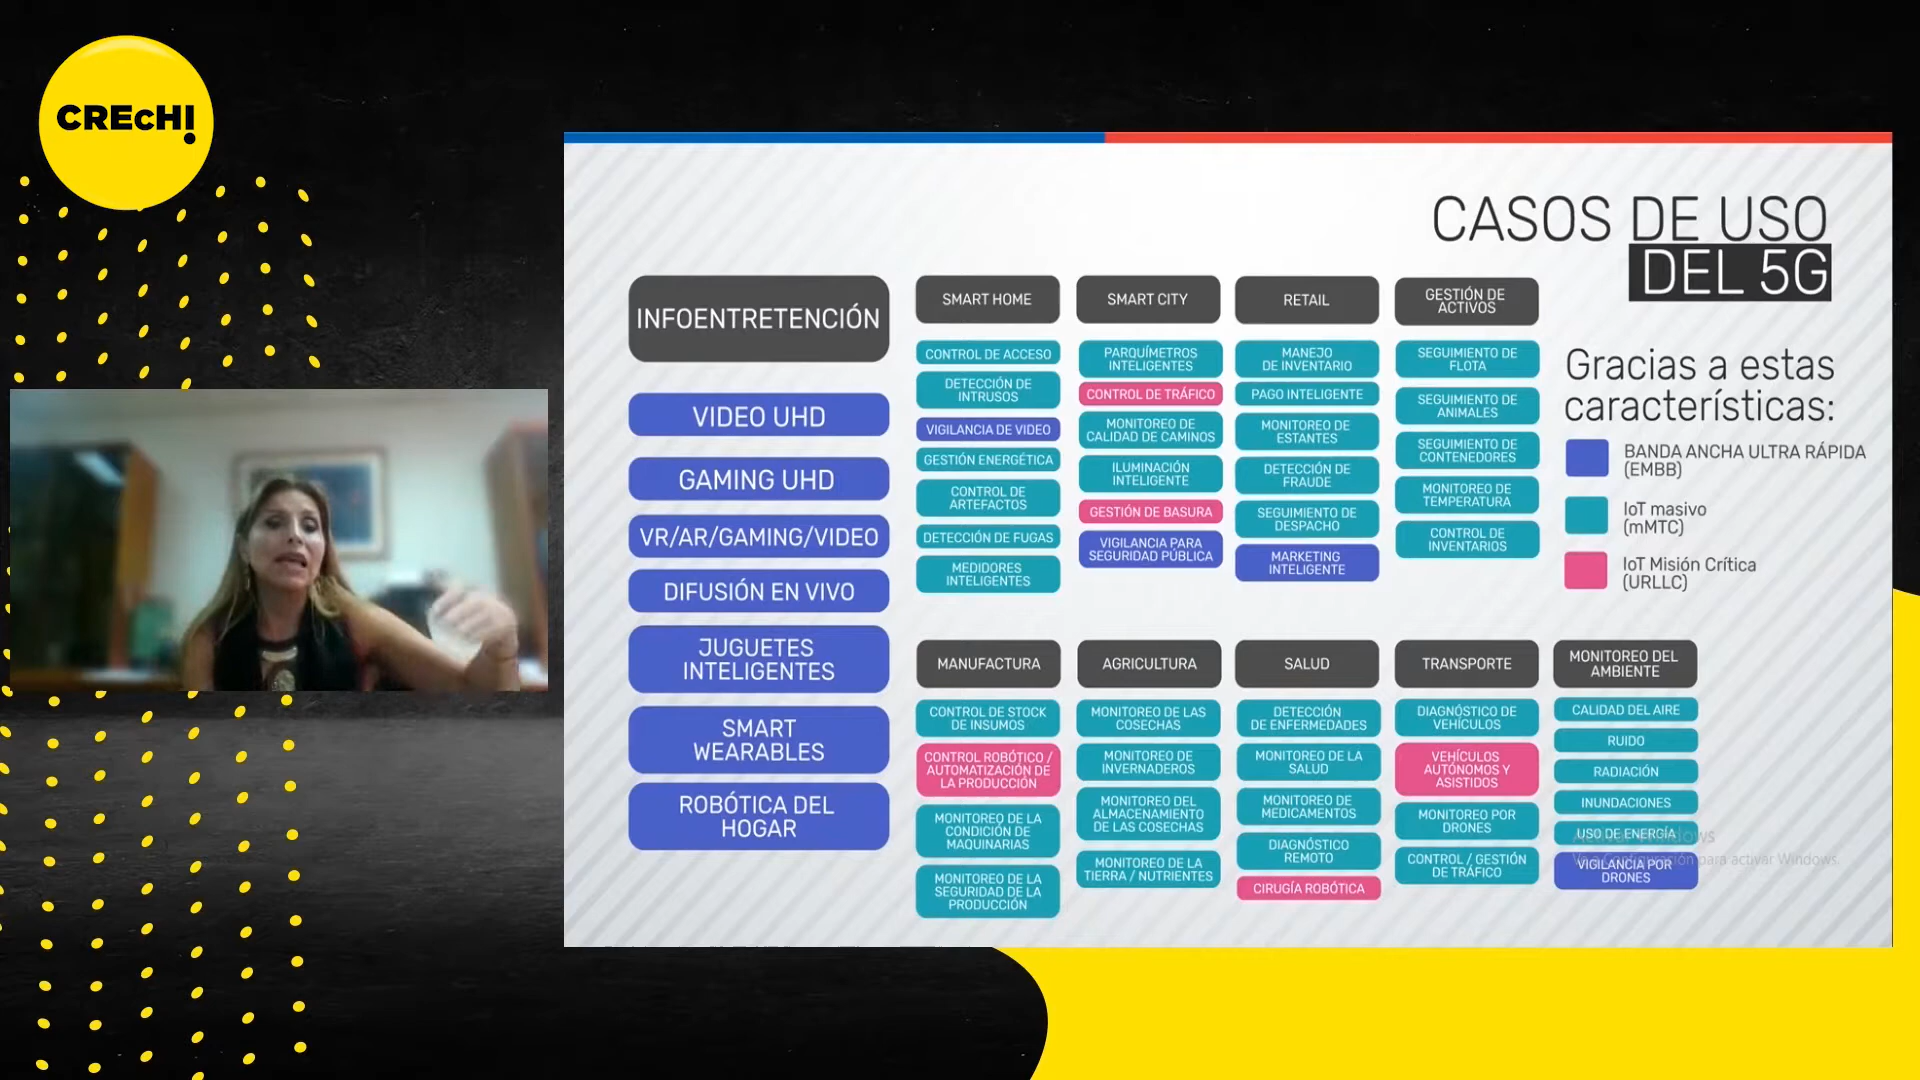 CREcH!
CASOS DE USO
DEL 5G
INFOENTRETENCIÓN
VIDEO UHD
GAMING UHD
VR/AR/GAMING/VIDEO
DIFUSIÓN EN VIVO
JUGUETES
INTELIGENTES
SMART
WEARABLES
ROBÓTICA DEL
HOGAR
SMART HOME
CONTROL DE ACCESO
DETECCIÓN DE
INTRUSOS
VIGILANCIA DE VIDEO
GESTIÓN ENERGÉTICA
CONTROL DE
ARTEFACTOS
DETECCIÓN DE FUGAS
MEDIDORES
INTELIGENTES
SMART CITY
PARQUÍMETROS
INTELIGENTES
CONTROL DE TRÁFICO
MONITOREO DE
CALIDAD DE CAMINOS
ILUMINACIÓN
INTELIGENTE
GESTIÓN DE BASURA
VIGILANCIA PARA
SEGURIDAD PÚBLICA
RETAIL
MANEJO
DE INVENTARIO
PAGO INTELIGENTE
MONITOREO DE
ESTANTES
DETECCIÓN DE
FRAUDE
SEGUIMIENTO DE
DESPACHO
MARKETING
INTELIGENTE
GESTIÓN DE
ACTIVOS
SEGUIMIENTO DE
FLOTA
SEGUIMIENTO DE
ANIMALES
SEGUIMIENTO DE
CONTENEDORES
MONITOREO DE
TEMPERATURA
CONTROL DE
INVENTARIOS
Gracias a estas
características:
BANDA ANCHA ULTRA RÁPIDA
(EMBB)
IoT masivo
(mMTC)
IoT Misión Crítica
(URLLC)
MANUFACTURA
CONTROL DE STOCK
DE INSUMOS
CONTROL ROBÓTICO /
AUTOMATIZACIÓN DE
LA PRODUCCIÓN
MONITOREO DE LA
CONDICIÓN DE
MAQUINARIAS
MONITOREO DE LA
SEGURIDAD DE LA
PRODUCCIÓN
AGRICULTURA
MONITOREO DE LAS
COSECHAS
MONITOREO DE
INVERNADEROS
MONITOREO DEL
ALMACENAMIENTO
DE LAS COSECHAS
MONITOREO DE LA
TIERRA / NUTRIENTES
SALUD
DETECCIÓN
DE ENFERMEDADES
MONITOREO DE LA
SALUD
MONITOREO DE
MEDICAMENTOS
DIAGNÓSTICO
REMOTO
CIRUGÍA ROBÓTICA
TRANSPORTE
DIAGNÓSTICO DE
VEHÍCULOS
VEHÍCULOS
AUTÓNOMOS Y
ASISTIDOS
MONITOREO POR
DRONES
CONTROL / GESTIÓN
DE TRÁFICO
MONITOREO DEL
AMBIENTE
CALIDAD DEL AIRE
RUIDO
RADIACIÓN
INUNDACIONES
USO DE ENERGÍA
VIGILANCIA POR
DRONES
Activar Windows
Ve a Configuración para activar Windows.